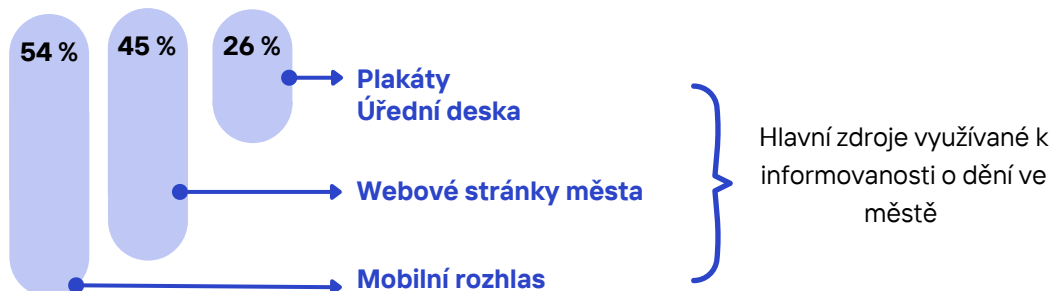 54 %
45 %
26 %
Plakáty
Úřední deska
Webové stránky města
Mobilní rozhlas
Hlavní zdroje využívané k
informovanosti o dění ve
městě